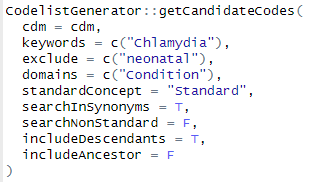 CodelistGenerator::getCandidateCodes(
cdm = cdm,
keywords = c("Chlamydia"),
exclude = c("neonatal"),
domains = c("Condition"),
standardConcept = "Standard",
searchInSynonyms = T,
searchNonStandard = F,
includeDescendants = T,
includeAncestor = F
)